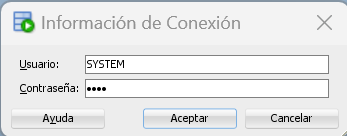 Información de Conexión
Usuario: SYSTEM
Contraseña: ••••
Ayuda Aceptar Cancelar